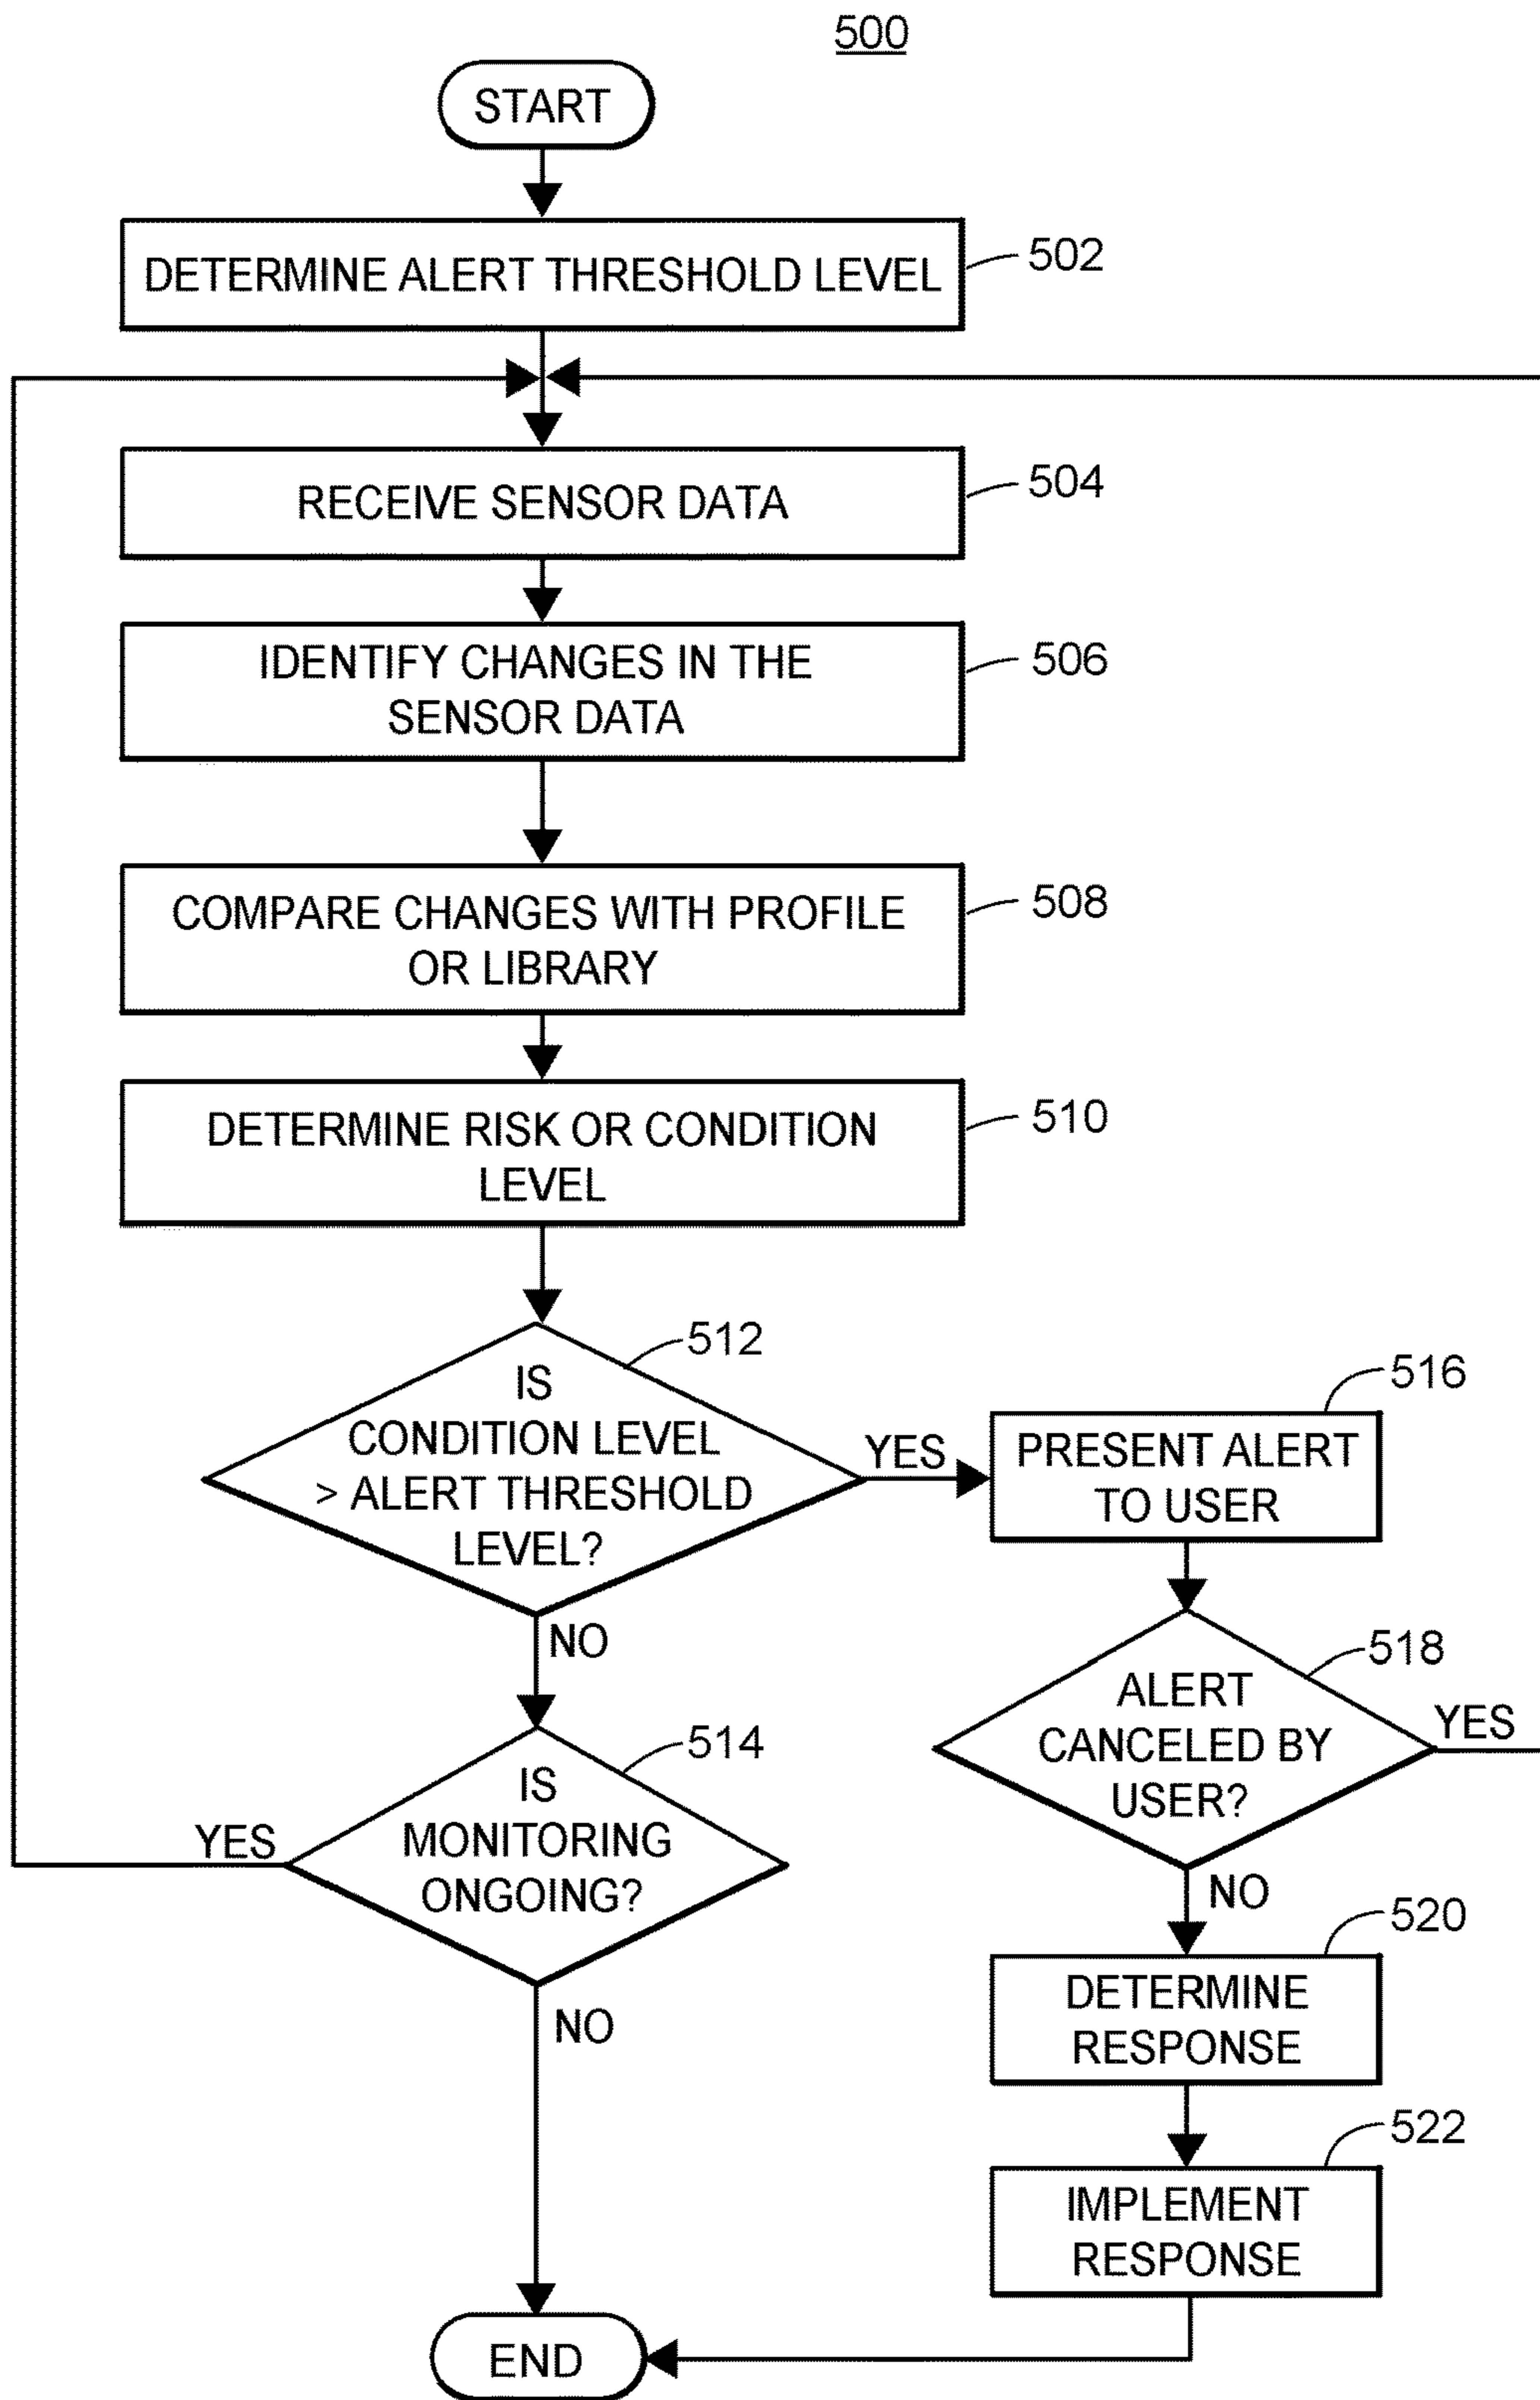 500
START
DETERMINE ALERT THRESHOLD LEVEL
502
RECEIVE SENSOR DATA
504
IDENTIFY CHANGES IN THE
SENSOR DATA
506
COMPARE CHANGES WITH PROFILE
OR LIBRARY
508
DETERMINE RISK OR CONDITION
LEVEL
510
IS
CONDITION LEVEL
> ALERT THRESHOLD
LEVEL?
512
YES
NO
PRESENT ALERT
TO USER
516
ALERT
CANCELED BY
USER?
518
YES
NO
IS
MONITORING
ONGOING?
514
YES
NO
DETERMINE
RESPONSE
520
IMPLEMENT
RESPONSE
522
END